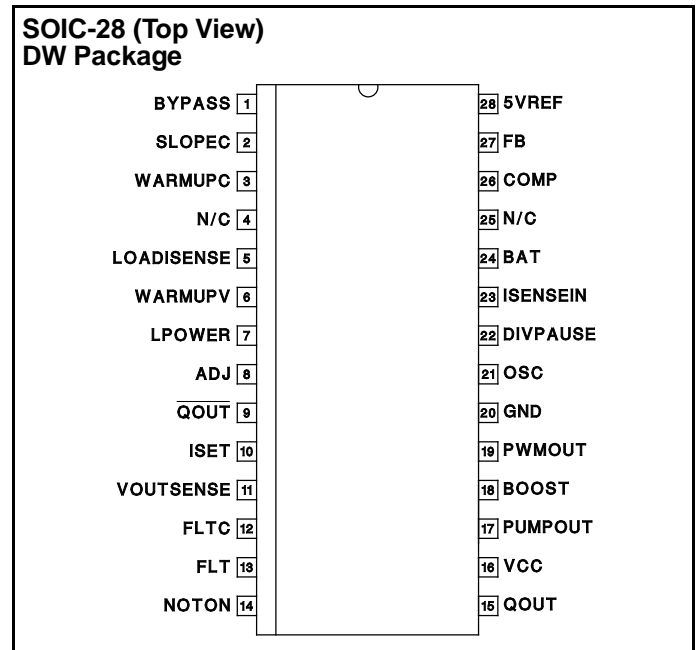 SOIC-28 (Top View)
DW Package
BYPASS 1
28 5VREF
SLOPEC 2
27 FB
WARMUPC 3
26 COMP
N/C 4
25 N/C
LOADISENSE 5
24 BAT
WARMUPV 6
23 ISENSEIN
LPOWER 7
22 DIVPAUSE
ADJ 8
21 OSC
Q̅O̅U̅T̅ 9
20 GND
ISET 10
19 PWMOUT
VOUTSENSE 11
18 BOOST
FLTC 12
17 PUMPOUT
FLT 13
16 VCC
NOTON 14
15 QOUT